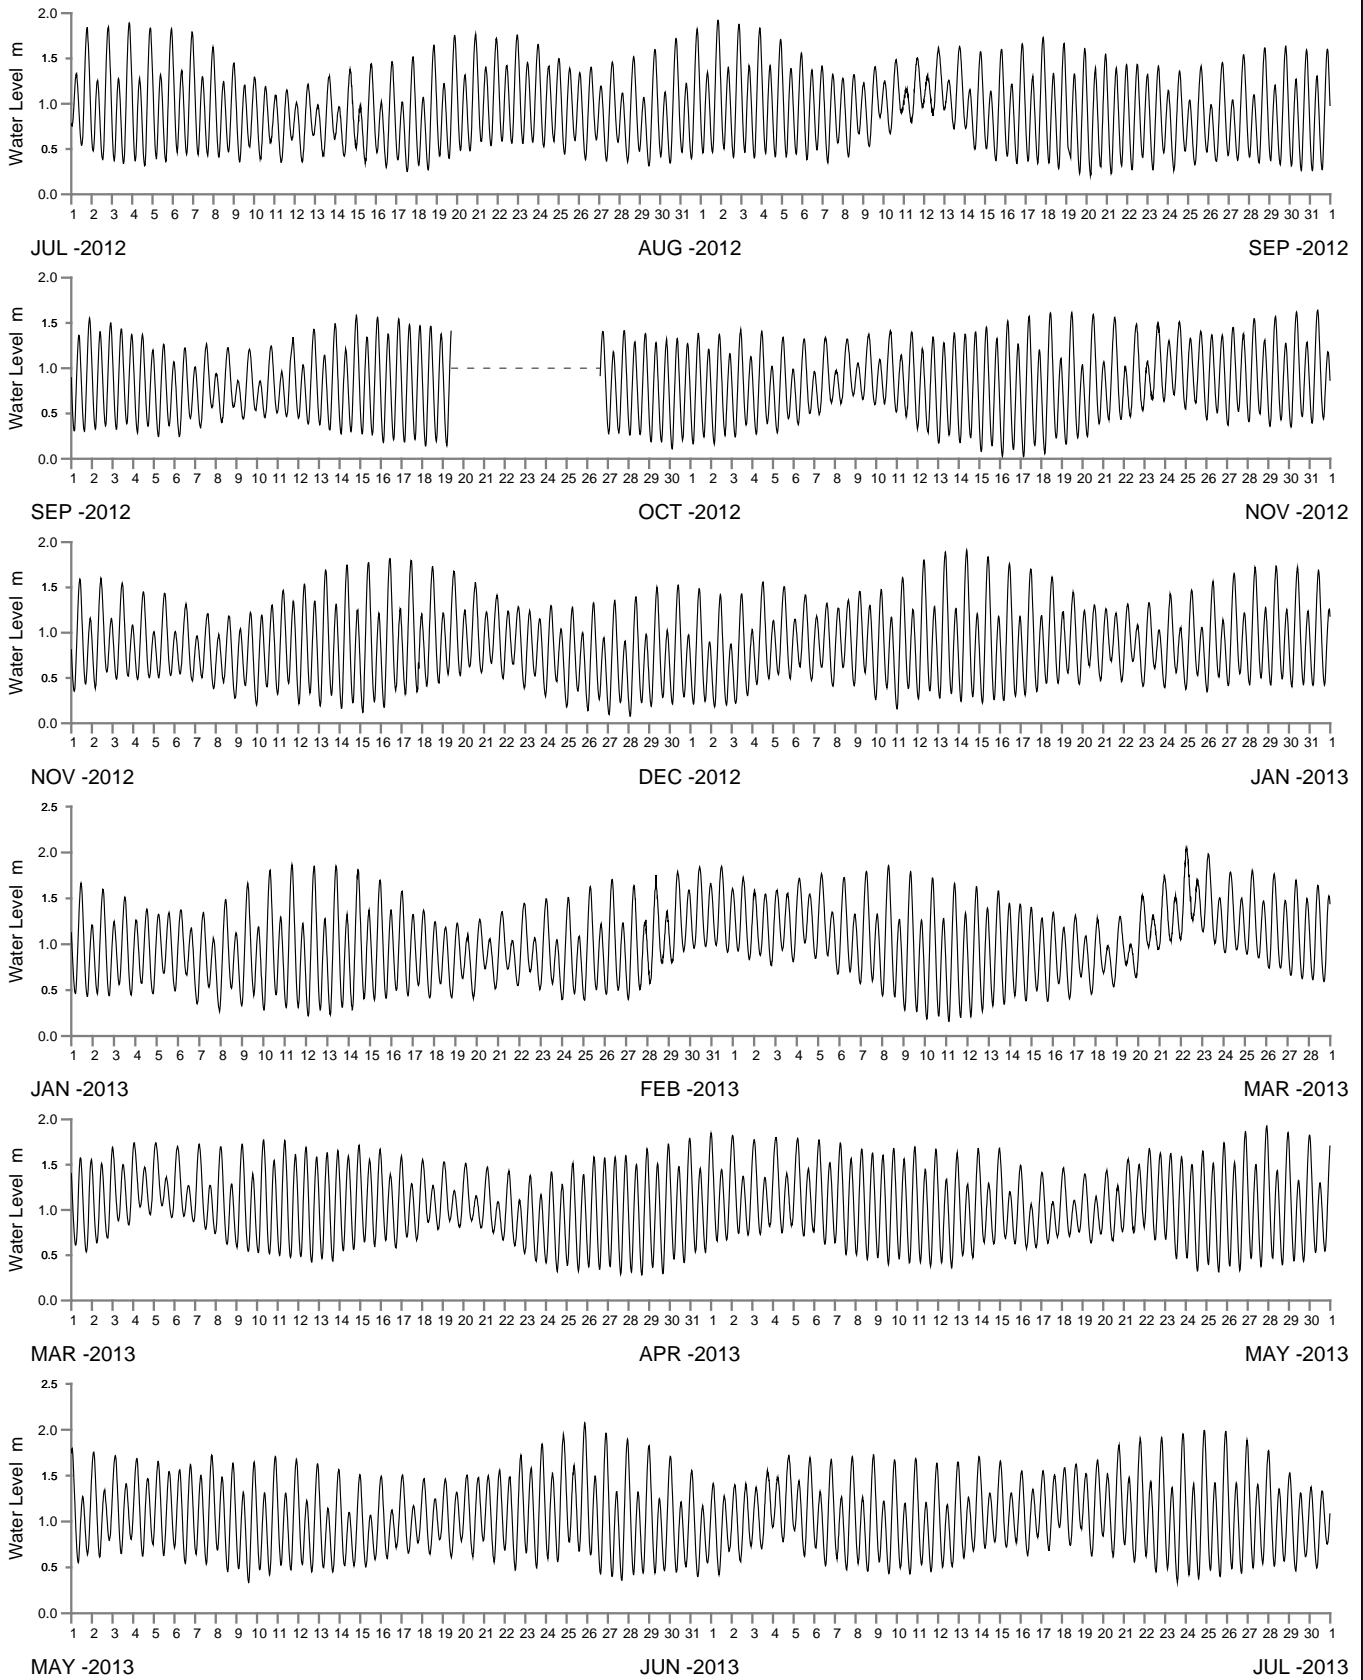 2.0
1.5
1.0
0.5
0.0
Water Level m
1 2 3 4 5 6 7 8 9 10 11 12 13 14 15 16 17 18 19 20 21 22 23 24 25 26 27 28 29 30 31 1 2 3 4 5 6 7 8 9 10 11 12 13 14 15 16 17 18 19 20 21 22 23 24 25 26 27 28 29 30 31 1
JUL -2012 AUG -2012 SEP -2012
2.0
1.5
1.0
0.5
0.0
Water Level m
1 2 3 4 5 6 7 8 9 10 11 12 13 14 15 16 17 18 19 20 21 22 23 24 25 26 27 28 29 30 1 2 3 4 5 6 7 8 9 10 11 12 13 14 15 16 17 18 19 20 21 22 23 24 25 26 27 28 29 30 31 1
SEP -2012 OCT -2012 NOV -2012
2.0
1.5
1.0
0.5
0.0
Water Level m
1 2 3 4 5 6 7 8 9 10 11 12 13 14 15 16 17 18 19 20 21 22 23 24 25 26 27 28 29 30 1 2 3 4 5 6 7 8 9 10 11 12 13 14 15 16 17 18 19 20 21 22 23 24 25 26 27 28 29 30 31 1
NOV -2012 DEC -2012 JAN -2013
2.5
2.0
1.5
1.0
0.5
0.0
Water Level m
1 2 3 4 5 6 7 8 9 10 11 12 13 14 15 16 17 18 19 20 21 22 23 24 25 26 27 28 29 30 31 1 2 3 4 5 6 7 8 9 10 11 12 13 14 15 16 17 18 19 20 21 22 23 24 25 26 27 28 1
JAN -2013 FEB -2013 MAR -2013
2.0
1.5
1.0
0.5
0.0
Water Level m
1 2 3 4 5 6 7 8 9 10 11 12 13 14 15 16 17 18 19 20 21 22 23 24 25 26 27 28 29 30 31 1 2 3 4 5 6 7 8 9 10 11 12 13 14 15 16 17 18 19 20 21 22 23 24 25 26 27 28 29 30 1
MAR -2013 APR -2013 MAY -2013
2.5
2.0
1.5
1.0
0.5
0.0
Water Level m
1 2 3 4 5 6 7 8 9 10 11 12 13 14 15 16 17 18 19 20 21 22 23 24 25 26 27 28 29 30 31 1 2 3 4 5 6 7 8 9 10 11 12 13 14 15 16 17 18 19 20 21 22 23 24 25 26 27 28 29 30 1
MAY -2013 JUN -2013 JUL -2013